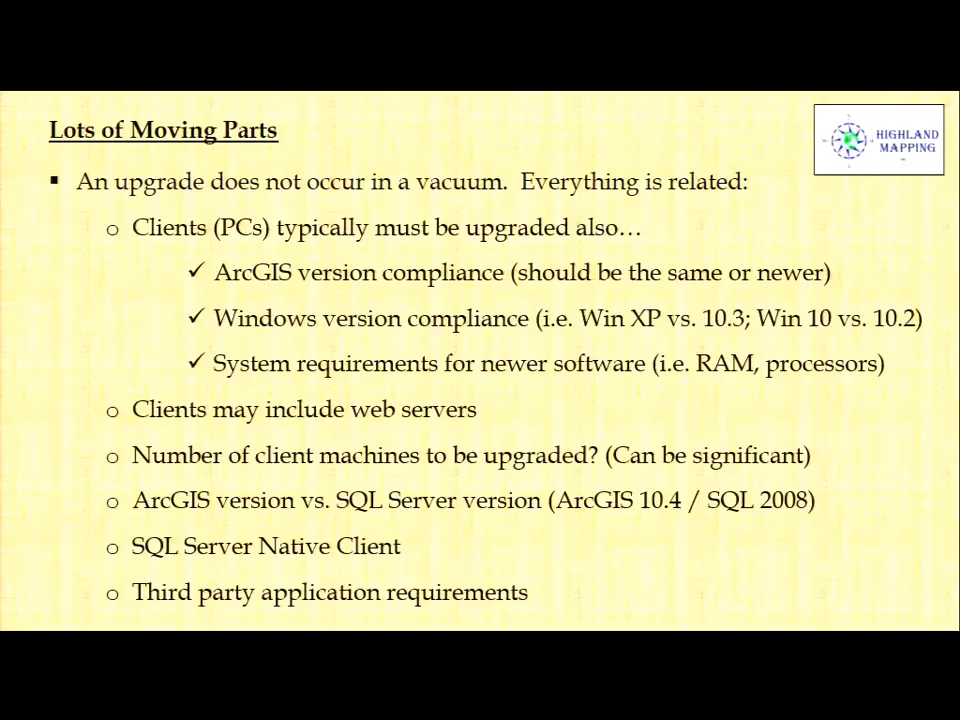 Lots of Moving Parts
HIGHLAND
MAPPING
▪ An upgrade does not occur in a vacuum.  Everything is related:
o Clients (PCs) typically must be upgraded also…
✓ ArcGIS version compliance (should be the same or newer)
✓ Windows version compliance (i.e. Win XP vs. 10.3; Win 10 vs. 10.2)
✓ System requirements for newer software (i.e. RAM, processors)
o Clients may include web servers
o Number of client machines to be upgraded? (Can be significant)
o ArcGIS version vs. SQL Server version (ArcGIS 10.4 / SQL 2008)
o SQL Server Native Client
o Third party application requirements